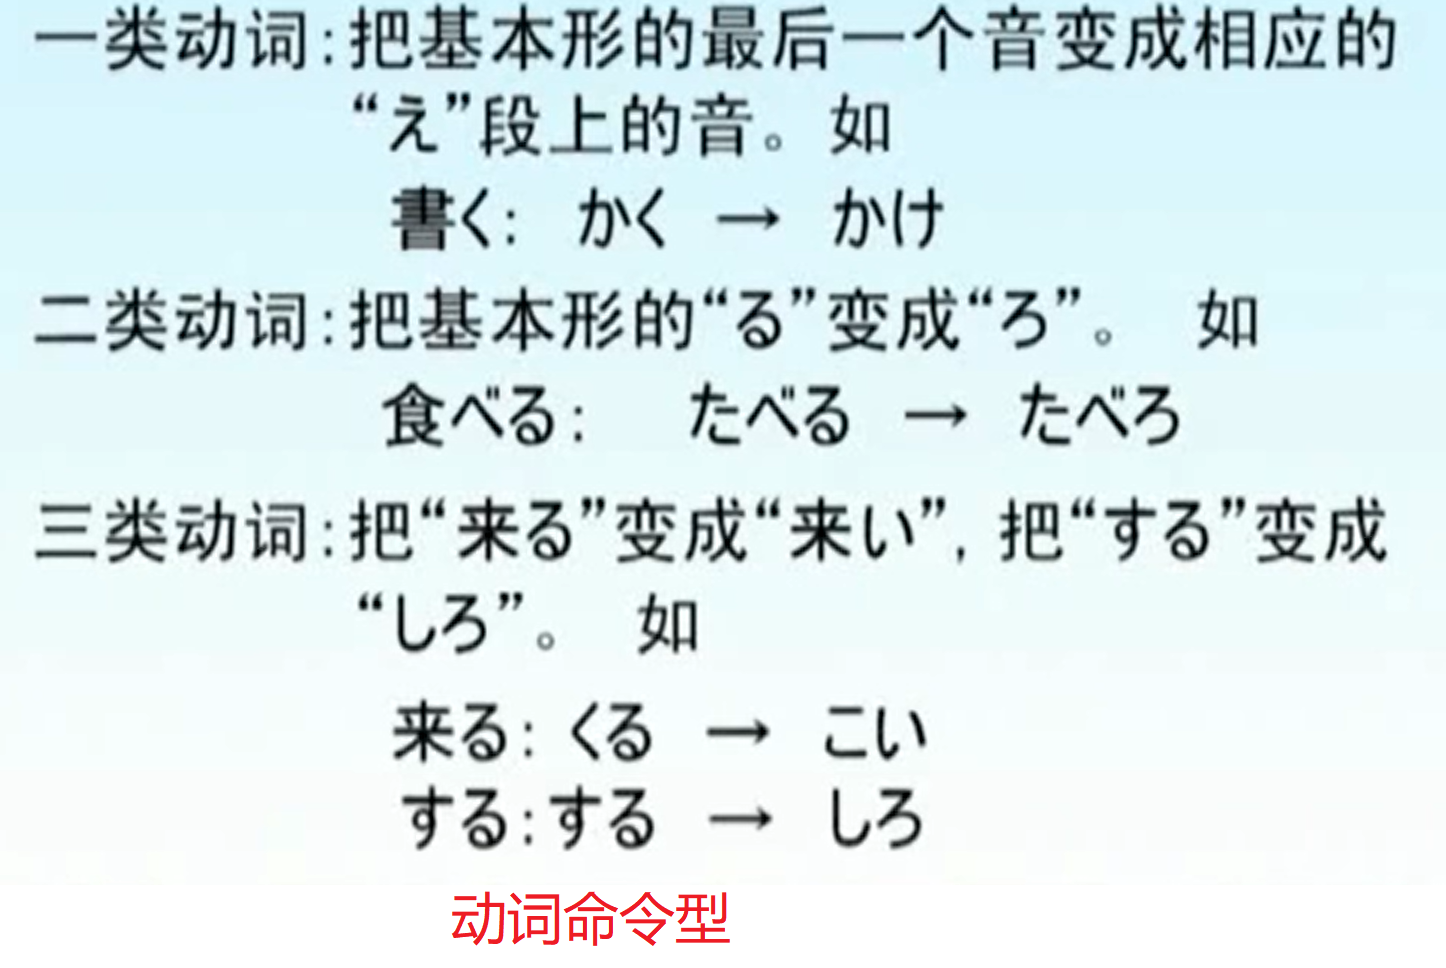 一类动词:把基本形的最后一个音变成相应的
“え”段上的音。如
書く: かく → かけ
二类动词:把基本形的“る”变成“ろ”。 如
食べる: たべる → たべろ
三类动词:把“来る”变成“来い”, 把“する”变成
“しろ”。 如
来る: くる → こい
する:する → しろ
动词命令型